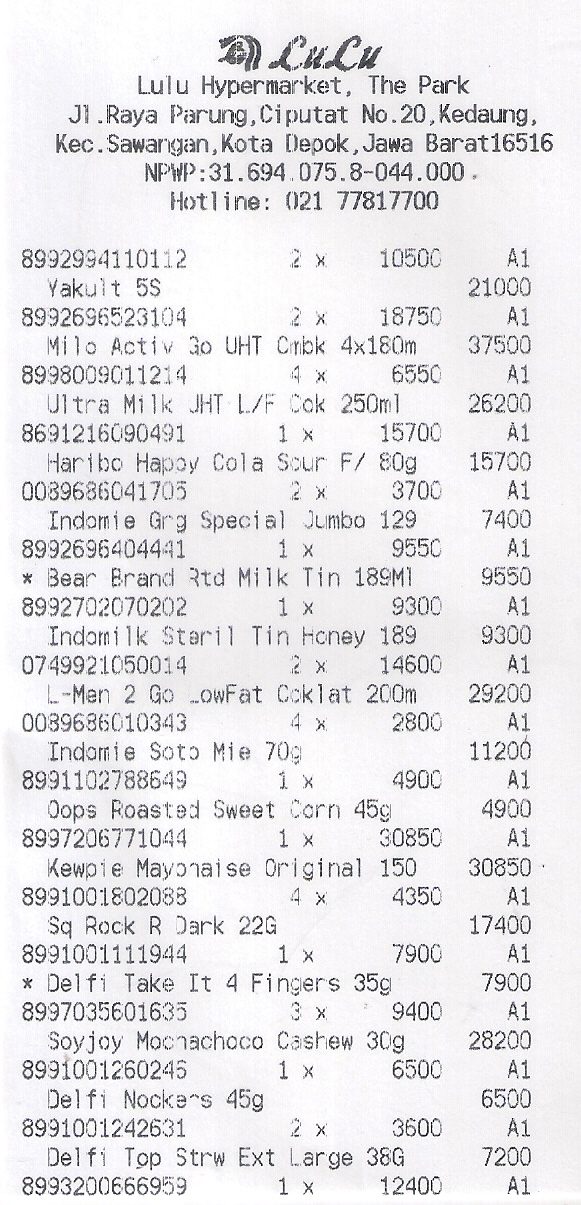 LuLu
Lulu Hypermarket, The Park
Jl.Raya Parung,Ciputat No.20,Kedaung,
Kec.Sawangan,Kota Depok,Jawa Barat16516
NPWP:31.694.075.8-044.000
Hotline: 021 77817700
8992994110112 2 x 10500 A1
Yakult 5S 21000
8992696523104 2 x 18750 A1
Milo Activ Go UHT Cmbk 4x180m 37500
8998009011214 4 x 6550 A1
Ultra Milk UHT L/F Cok 250ml 26200
8691216090491 1 x 15700 A1
Haribo Happy Cola Sour F/ 80g 15700
0089686041705 2 x 3700 A1
Indomie Grg Special Jumbo 129 7400
8992696404441 1 x 9550 A1
* Bear Brand Rtd Milk Tin 189Ml 9550
8992702070202 1 x 9300 A1
Indomilk Steril Tin Honey 189 9300
0749921050014 2 x 14600 A1
L-Men 2 Go LowFat Coklat 200m 29200
0089686010343 4 x 2800 A1
Indomie Soto Mie 70g 11200
8991102788649 1 x 4900 A1
Oops Roasted Sweet Corn 45g 4900
8997206771044 1 x 30850 A1
Kewpie Mayonaise Original 150 30850
8991001802088 4 x 4350 A1
Sq Rock R Dark 22G 17400
8991001111944 1 x 7900 A1
* Delfi Take It 4 Fingers 35g 7900
8997035601635 3 x 9400 A1
Soyjoy Mochachoco Cashew 30g 28200
8991001260246 1 x 6500 A1
Delfi Nockers 45g 6500
8991001242631 2 x 3600 A1
Delfi Top Strw Ext Large 38G 7200
8993200666959 1 x 12400 A1